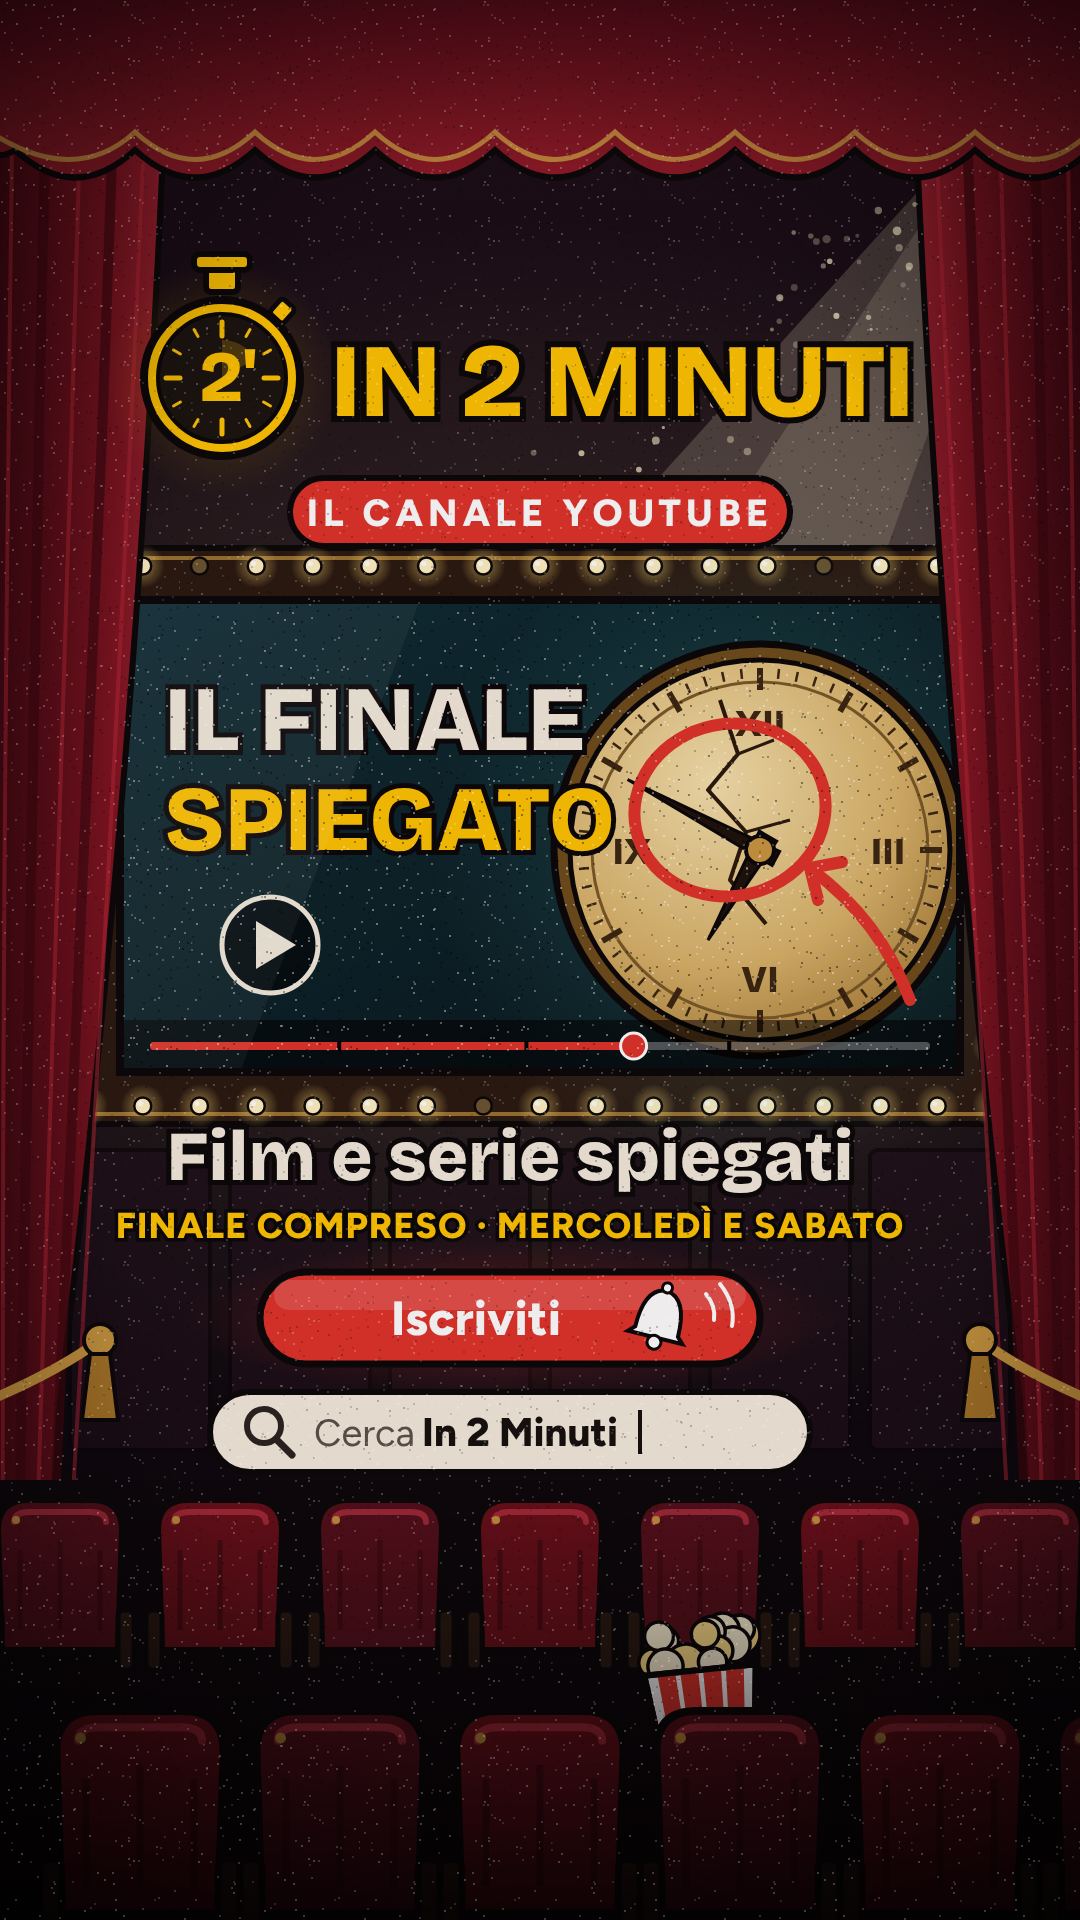 2'
IN 2 MINUTI
IL CANALE YOUTUBE
IL FINALE
SPIEGATO
XII
IX
III
VI
Film e serie spiegati
FINALE COMPRESO · MERCOLEDÌ E SABATO
Iscriviti
Cerca In 2 Minuti